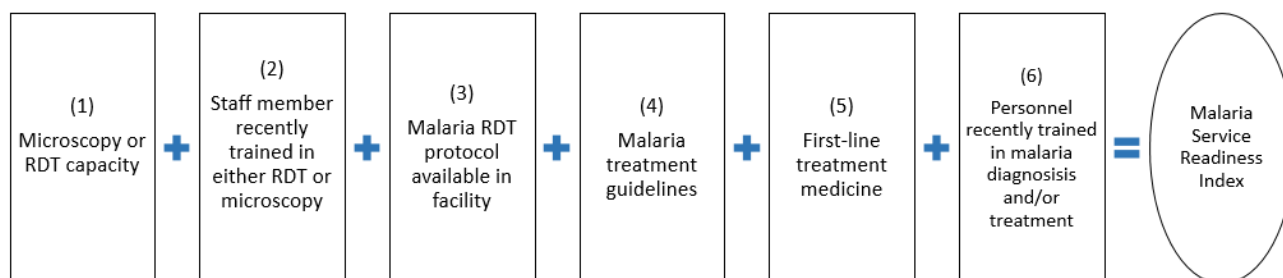 (1)
Microscopy or
RDT capacity
(2)
Staff member
recently
trained in
either RDT or
microscopy
(3)
Malaria RDT
protocol
available in
facility
(4)
Malaria
treatment
guidelines
(5)
First-line
treatment
medicine
(6)
Personnel
recently trained
in malaria
diagnosisis
and/or
treatment
Malaria
Service
Readiness
Index